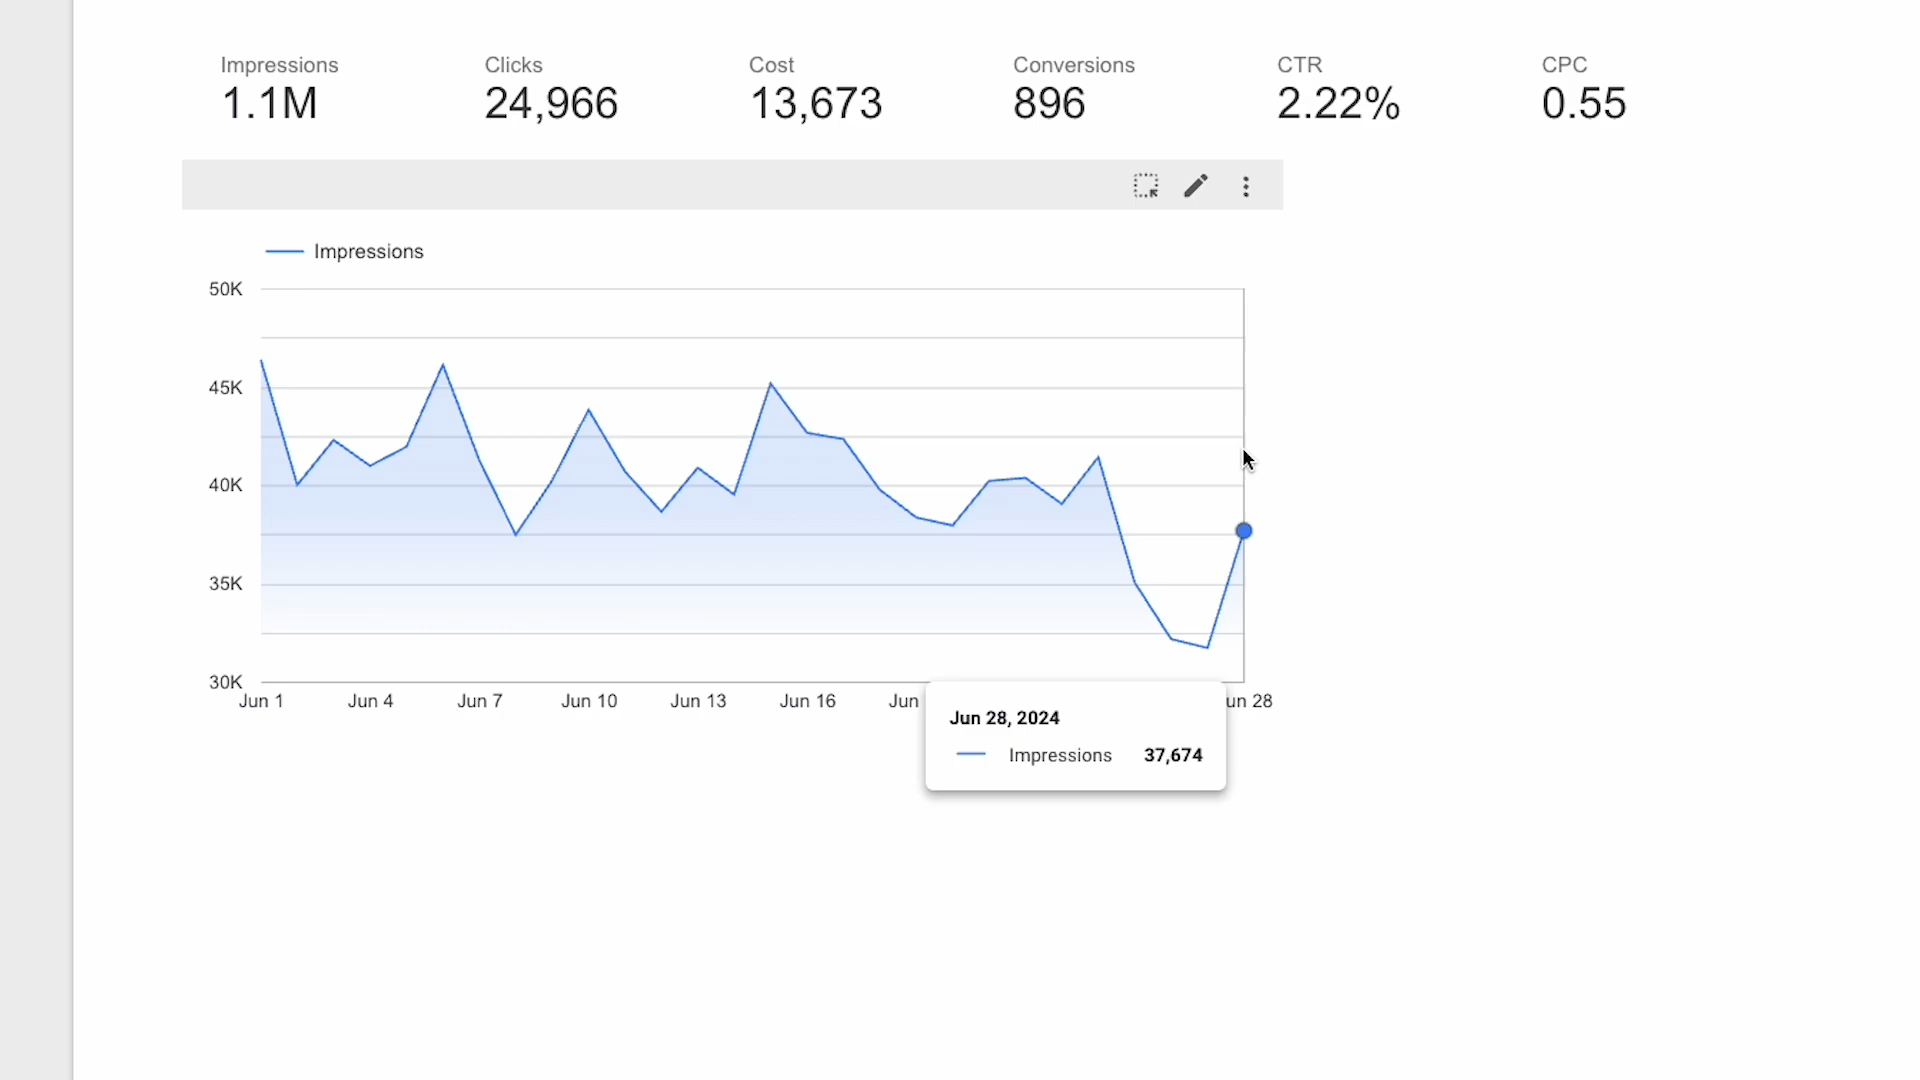 Impressions Clicks Cost Conversions CTR CPC
1.1M 24,966 13,673 896 2.22% 0.55
Impressions
50K
45K
40K
35K
30K
Jun 1 Jun 4 Jun 7 Jun 10 Jun 13 Jun 16 Jun un 28
Jun 28, 2024
Impressions 37,674